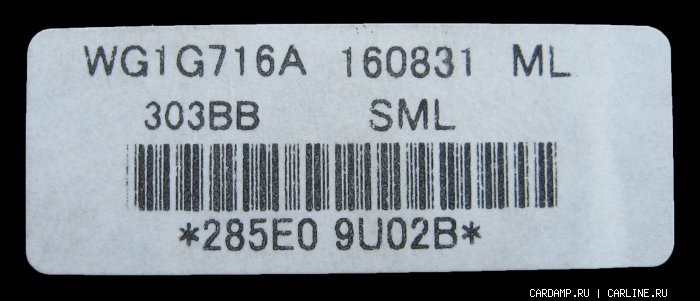 WG1G716A 160831 ML
303BB SML
*285E0 9U02B*
CARDAMP.RU | CARLINE.RU